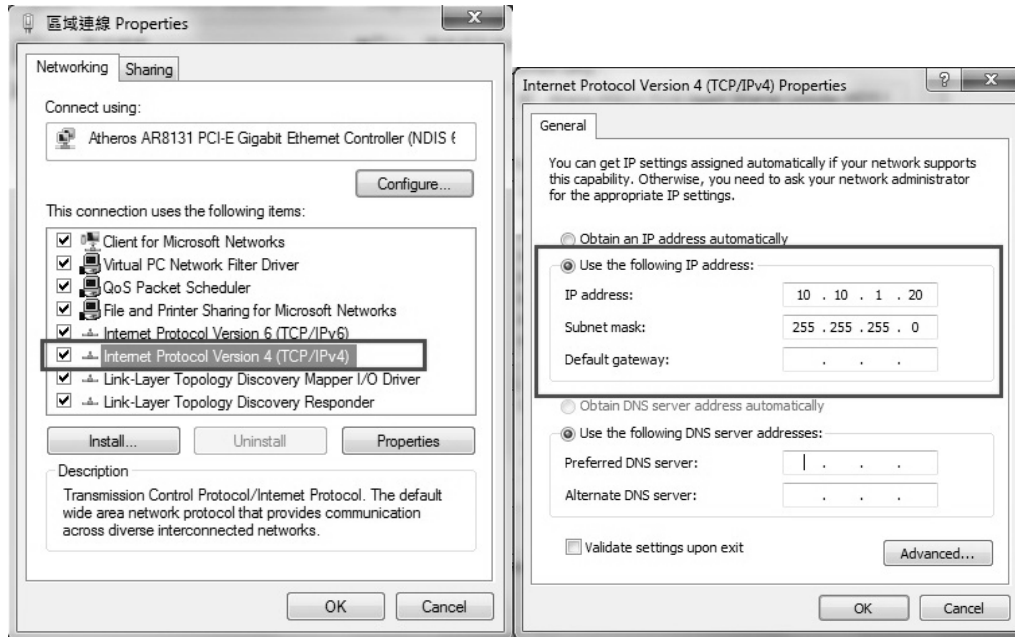 區域連線 Properties
Networking
Sharing
Connect using:
Atheros AR8131 PCI-E Gigabit Ethernet Controller (NDIS 6
Configure...
This connection uses the following items:
Client for Microsoft Networks
Virtual PC Network Filter Driver
QoS Packet Scheduler
File and Printer Sharing for Microsoft Networks
Internet Protocol Version 6 (TCP/IPv6)
Internet Protocol Version 4 (TCP/IPv4)
Link-Layer Topology Discovery Mapper I/O Driver
Link-Layer Topology Discovery Responder
Install...
Uninstall
Properties
Description
Transmission Control Protocol/Internet Protocol. The default
wide area network protocol that provides communication
across diverse interconnected networks.
OK
Cancel
Internet Protocol Version 4 (TCP/IPv4) Properties
General
You can get IP settings assigned automatically if your network supports
this capability. Otherwise, you need to ask your network administrator
for the appropriate IP settings.
Obtain an IP address automatically
Use the following IP address:
IP address: 10 . 10 . 1 . 20
Subnet mask: 255 . 255 . 255 . 0
Default gateway: . . .
Obtain DNS server address automatically
Use the following DNS server addresses:
Preferred DNS server: . . .
Alternate DNS server: . . .
Validate settings upon exit
Advanced...
OK
Cancel